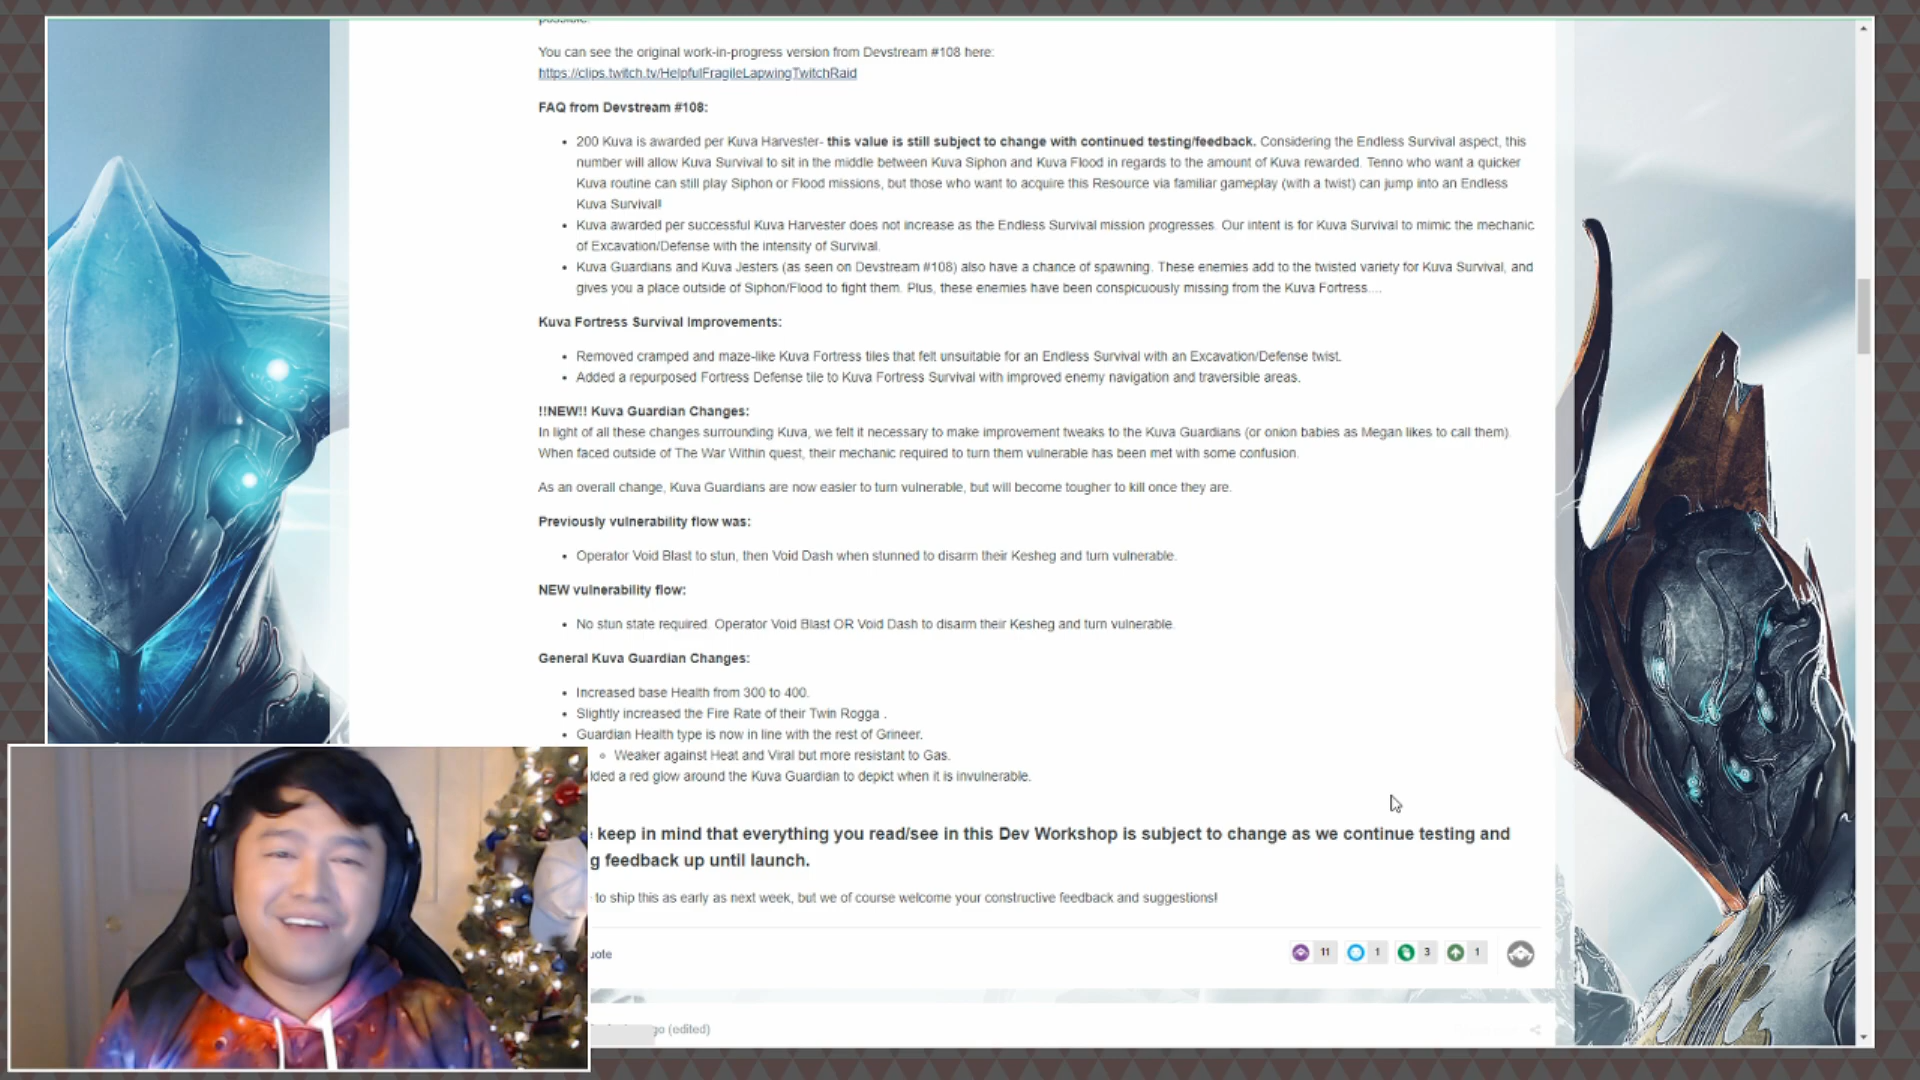 possible.
You can see the original work-in-progress version from Devstream #108 here:
https://clips.twitch.tv/HelpfulFragileLapwingTwitchRaid
FAQ from Devstream #108:
• 200 Kuva is awarded per Kuva Harvester- this value is still subject to change with continued testing/feedback. Considering the Endless Survival aspect, this
number will allow Kuva Survival to sit in the middle between Kuva Siphon and Kuva Flood in regards to the amount of Kuva rewarded. Tenno who want a quicker
Kuva routine can still play Siphon or Flood missions, but those who want to acquire this Resource via familiar gameplay (with a twist) can jump into an Endless
Kuva Survival!
• Kuva awarded per successful Kuva Harvester does not increase as the Endless Survival mission progresses. Our intent is for Kuva Survival to mimic the mechanic
of Excavation/Defense with the intensity of Survival.
• Kuva Guardians and Kuva Jesters (as seen on Devstream #108) also have a chance of spawning. These enemies add to the twisted variety for Kuva Survival, and
gives you a place outside of Siphon/Flood to fight them. Plus, these enemies have been conspicuously missing from the Kuva Fortress....
Kuva Fortress Survival Improvements:
• Removed cramped and maze-like Kuva Fortress tiles that felt unsuitable for an Endless Survival with an Excavation/Defense twist.
• Added a repurposed Fortress Defense tile to Kuva Fortress Survival with improved enemy navigation and traversible areas.
!!NEW!! Kuva Guardian Changes:
In light of all these changes surrounding Kuva, we felt it necessary to make improvement tweaks to the Kuva Guardians (or onion babies as Megan likes to call them).
When faced outside of The War Within quest, their mechanic required to turn them vulnerable has been met with some confusion.
As an overall change, Kuva Guardians are now easier to turn vulnerable, but will become tougher to kill once they are.
Previously vulnerability flow was:
• Operator Void Blast to stun, then Void Dash when stunned to disarm their Kesheg and turn vulnerable.
NEW vulnerability flow:
• No stun state required. Operator Void Blast OR Void Dash to disarm their Kesheg and turn vulnerable.
General Kuva Guardian Changes:
• Increased base Health from 300 to 400.
• Slightly increased the Fire Rate of their Twin Rogga .
• Guardian Health type is now in line with the rest of Grineer.
◦ Weaker against Heat and Viral but more resistant to Gas.
dded a red glow around the Kuva Guardian to depict when it is invulnerable.
keep in mind that everything you read/see in this Dev Workshop is subject to change as we continue testing and
g feedback up until launch.
to ship this as early as next week, but we of course welcome your constructive feedback and suggestions!
uote
11 1 3 1
go (edited)